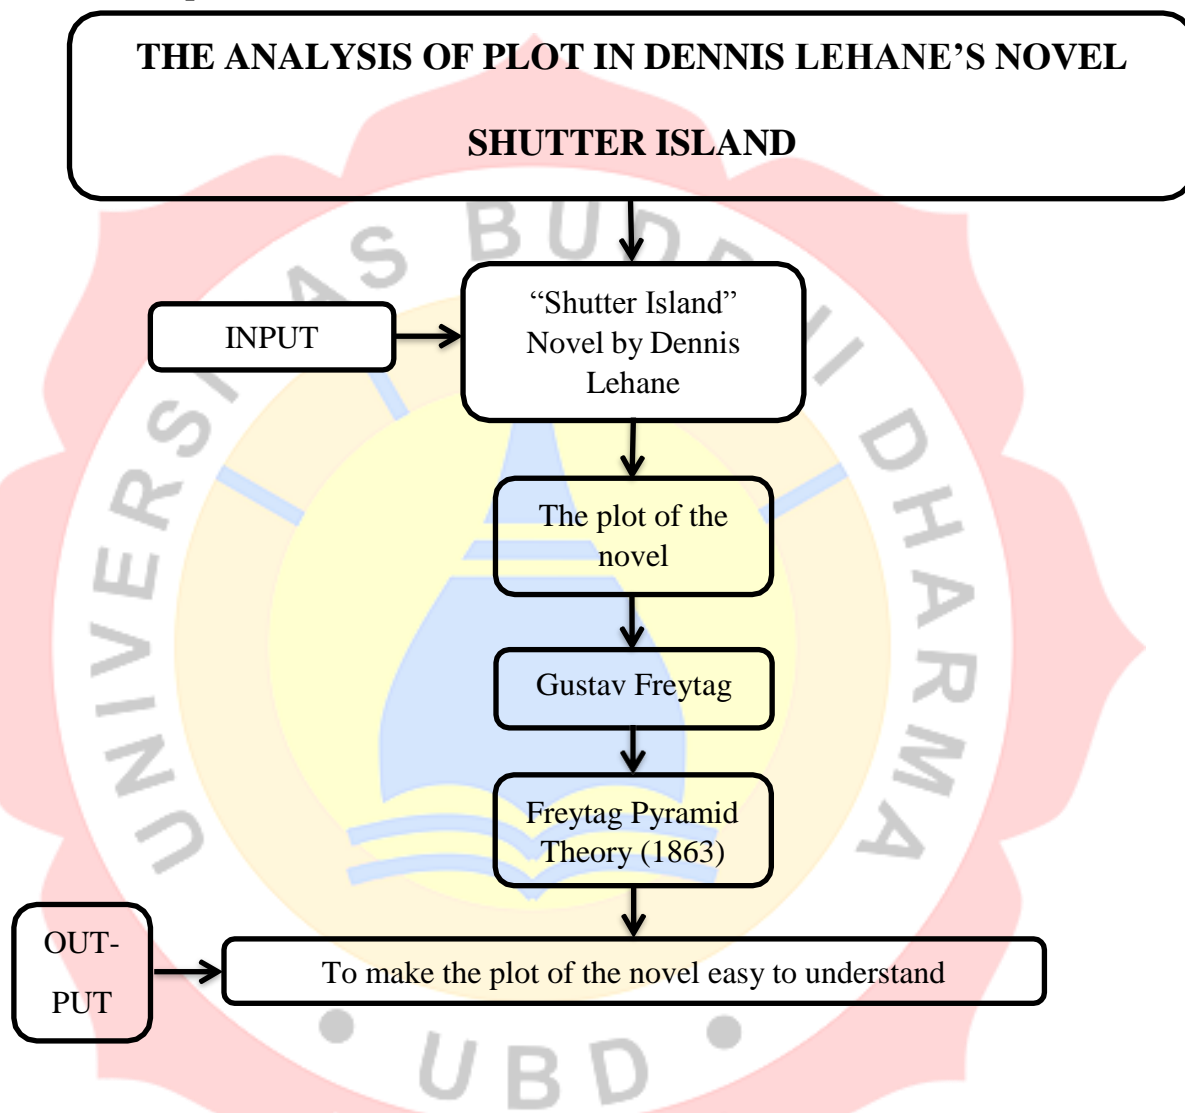 THE ANALYSIS OF PLOT IN DENNIS LEHANE’S NOVEL
SHUTTER ISLAND
“Shutter Island”
Novel by Dennis
Lehane
INPUT
The plot of the
novel
Gustav Freytag
Freytag Pyramid
Theory (1863)
OUT-
PUT
To make the plot of the novel easy to understand
UNIVERSITAS BUDDHI DHARMA
• UBD •